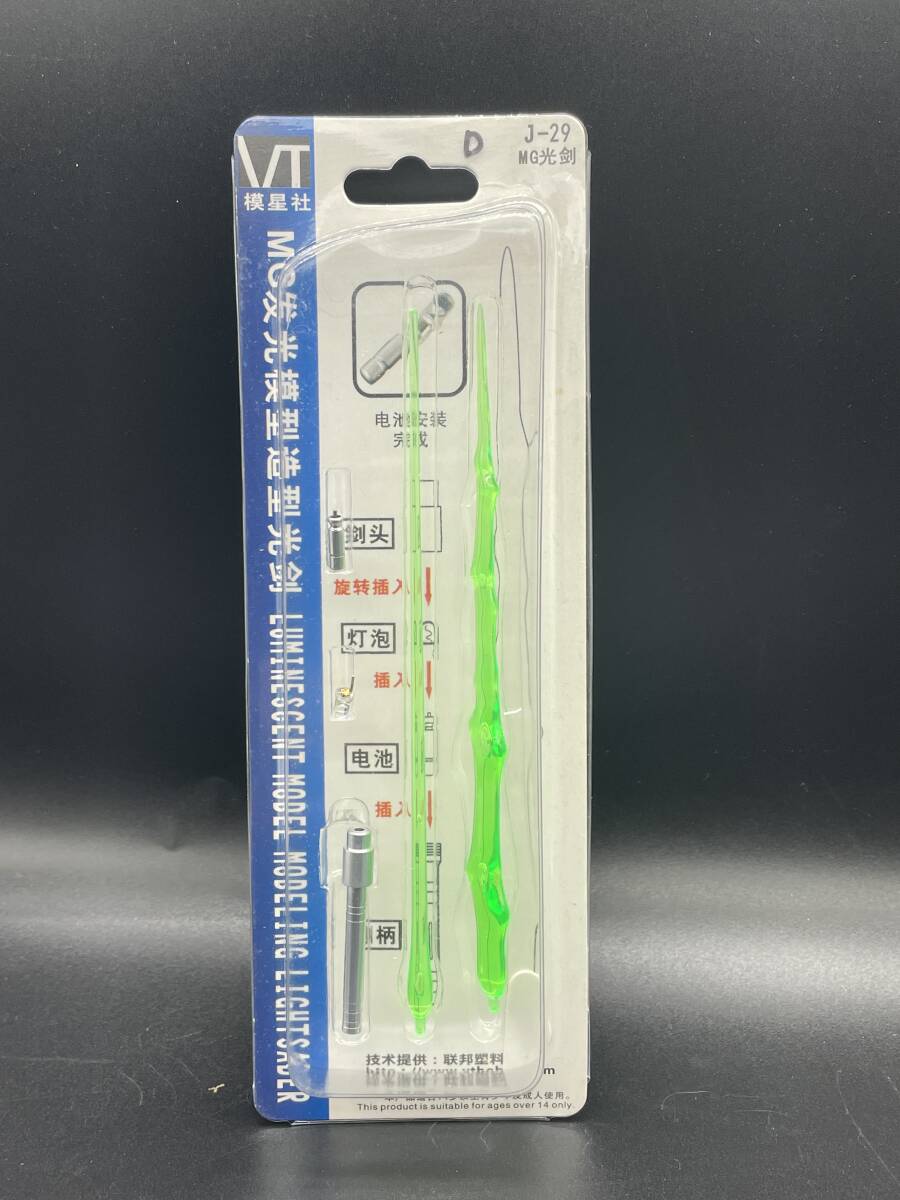 D
J-29
MG光剑
VT
模星社
MG发光模型造型光剑 LUMINESCENT MODEL MODELING LIGHTSABER
安装
完成
剑头
旋转插入
灯泡
插入
电池
插入
柄
技术提供：联邦塑料
This product is suitable for ages over 14 only.